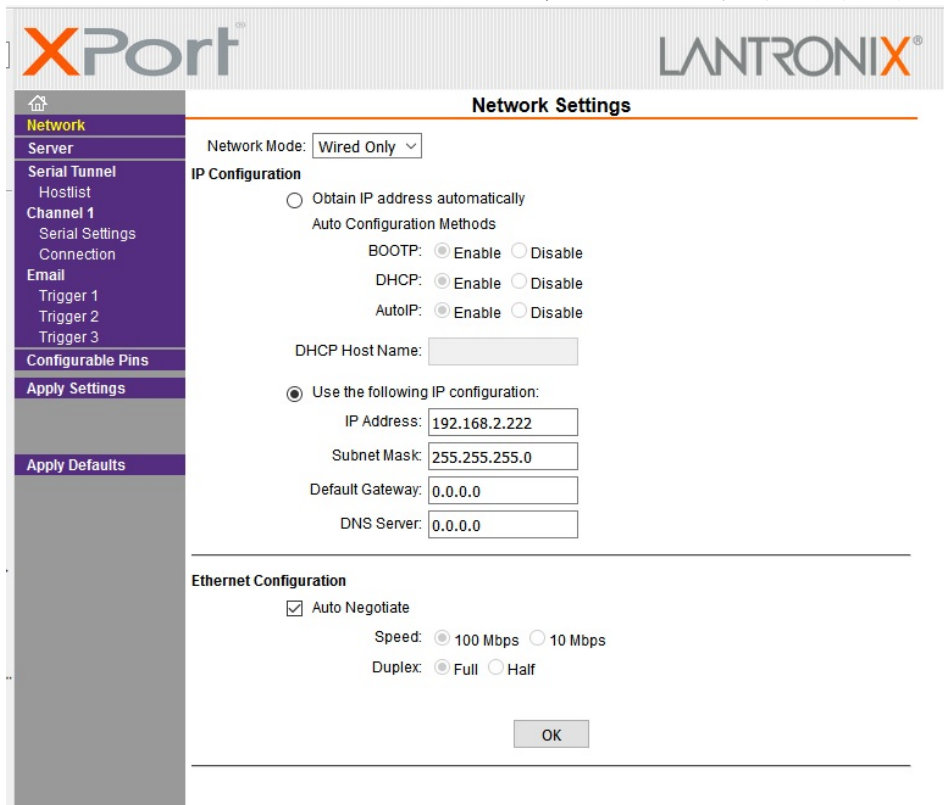 XPort®
LANTRONIX®
Network
Server
Serial Tunnel
Hostlist
Channel 1
Serial Settings
Connection
Email
Trigger 1
Trigger 2
Trigger 3
Configurable Pins
Apply Settings
Apply Defaults
Network Settings
Network Mode: Wired Only
IP Configuration
Obtain IP address automatically
Auto Configuration Methods
BOOTP: Enable Disable
DHCP: Enable Disable
AutoIP: Enable Disable
DHCP Host Name:
Use the following IP configuration:
IP Address: 192.168.2.222
Subnet Mask: 255.255.255.0
Default Gateway: 0.0.0.0
DNS Server: 0.0.0.0
Ethernet Configuration
Auto Negotiate
Speed: 100 Mbps 10 Mbps
Duplex: Full Half
OK